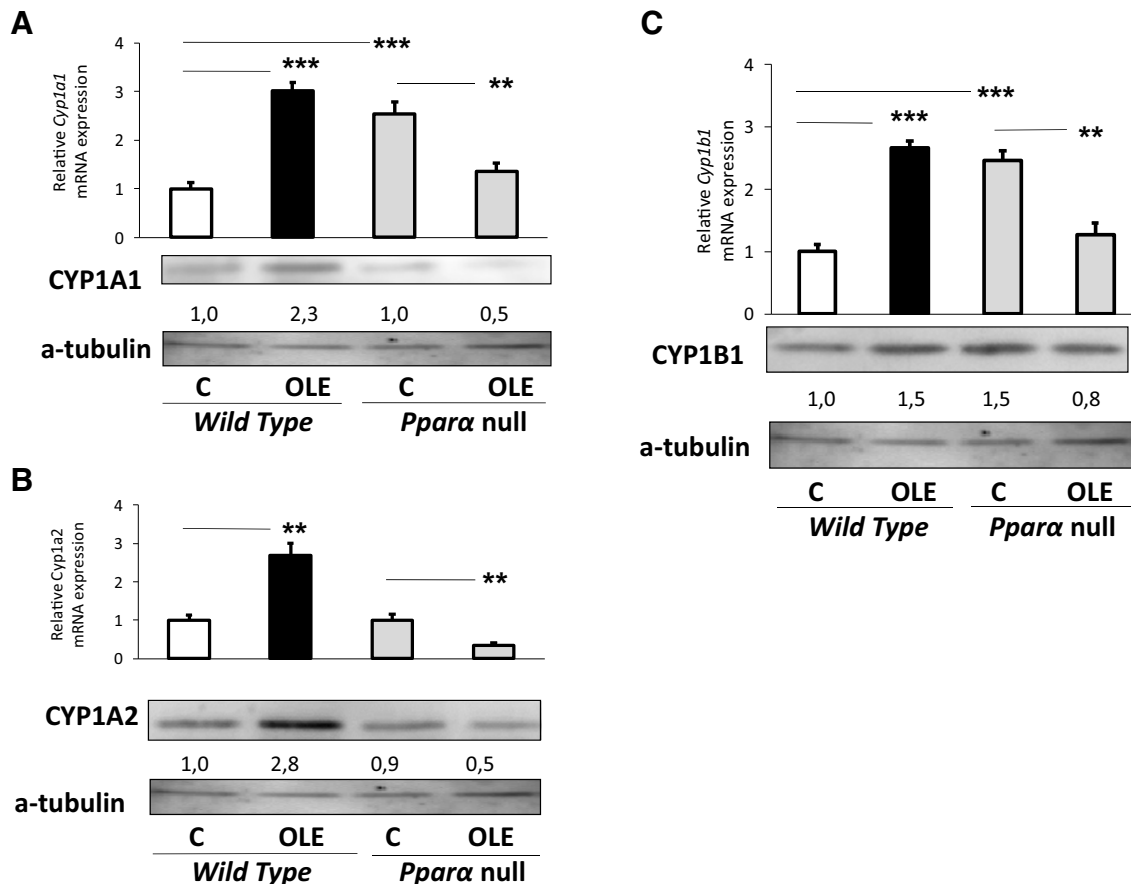 A
Relative Cyp1a1
mRNA expression
4
3
2
1
0
***
***
**
CYP1A1
1,0 2,3 1,0 0,5
a-tubulin
C OLE C OLE
Wild Type Pparα null
B
Relative Cyp1a2
mRNA expression
4
3
2
1
0
**
**
CYP1A2
1,0 2,8 0,9 0,5
a-tubulin
C OLE C OLE
Wild Type Pparα null
C
Relative Cyp1b1
mRNA expression
4
3
2
1
0
***
***
**
CYP1B1
1,0 1,5 1,5 0,8
a-tubulin
C OLE C OLE
Wild Type Pparα null